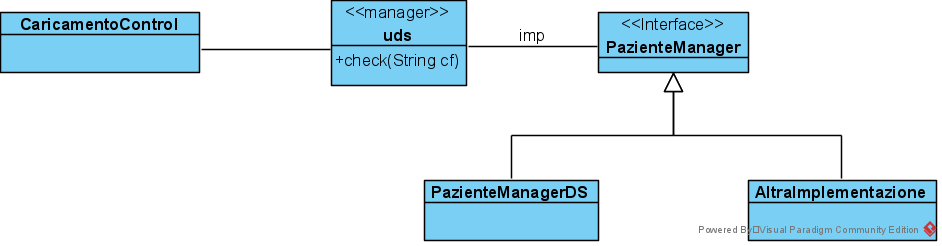 CaricamentoControl
<<manager>>
uds
+check(String cf)
imp
<<Interface>>
PazienteManager
PazienteManagerDS
AltraImplementazione
Powered By Visual Paradigm Community Edition